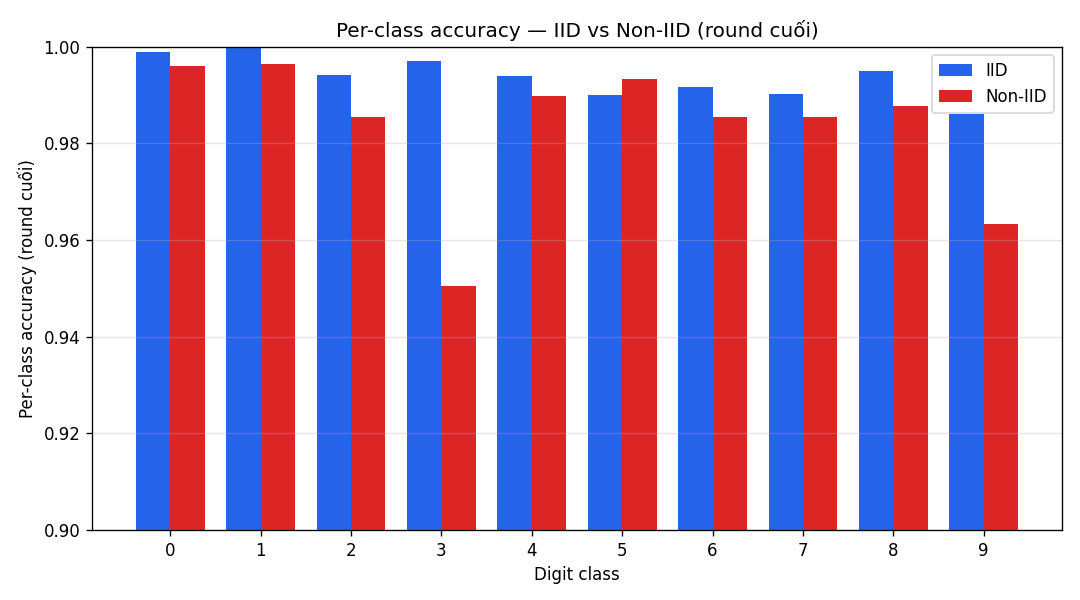 Per-class accuracy — IID vs Non-IID (round cuối)
Per-class accuracy (round cuối)
1.00
0.98
0.96
0.94
0.92
0.90
IID
Non-IID
0 1 2 3 4 5 6 7 8 9
Digit class